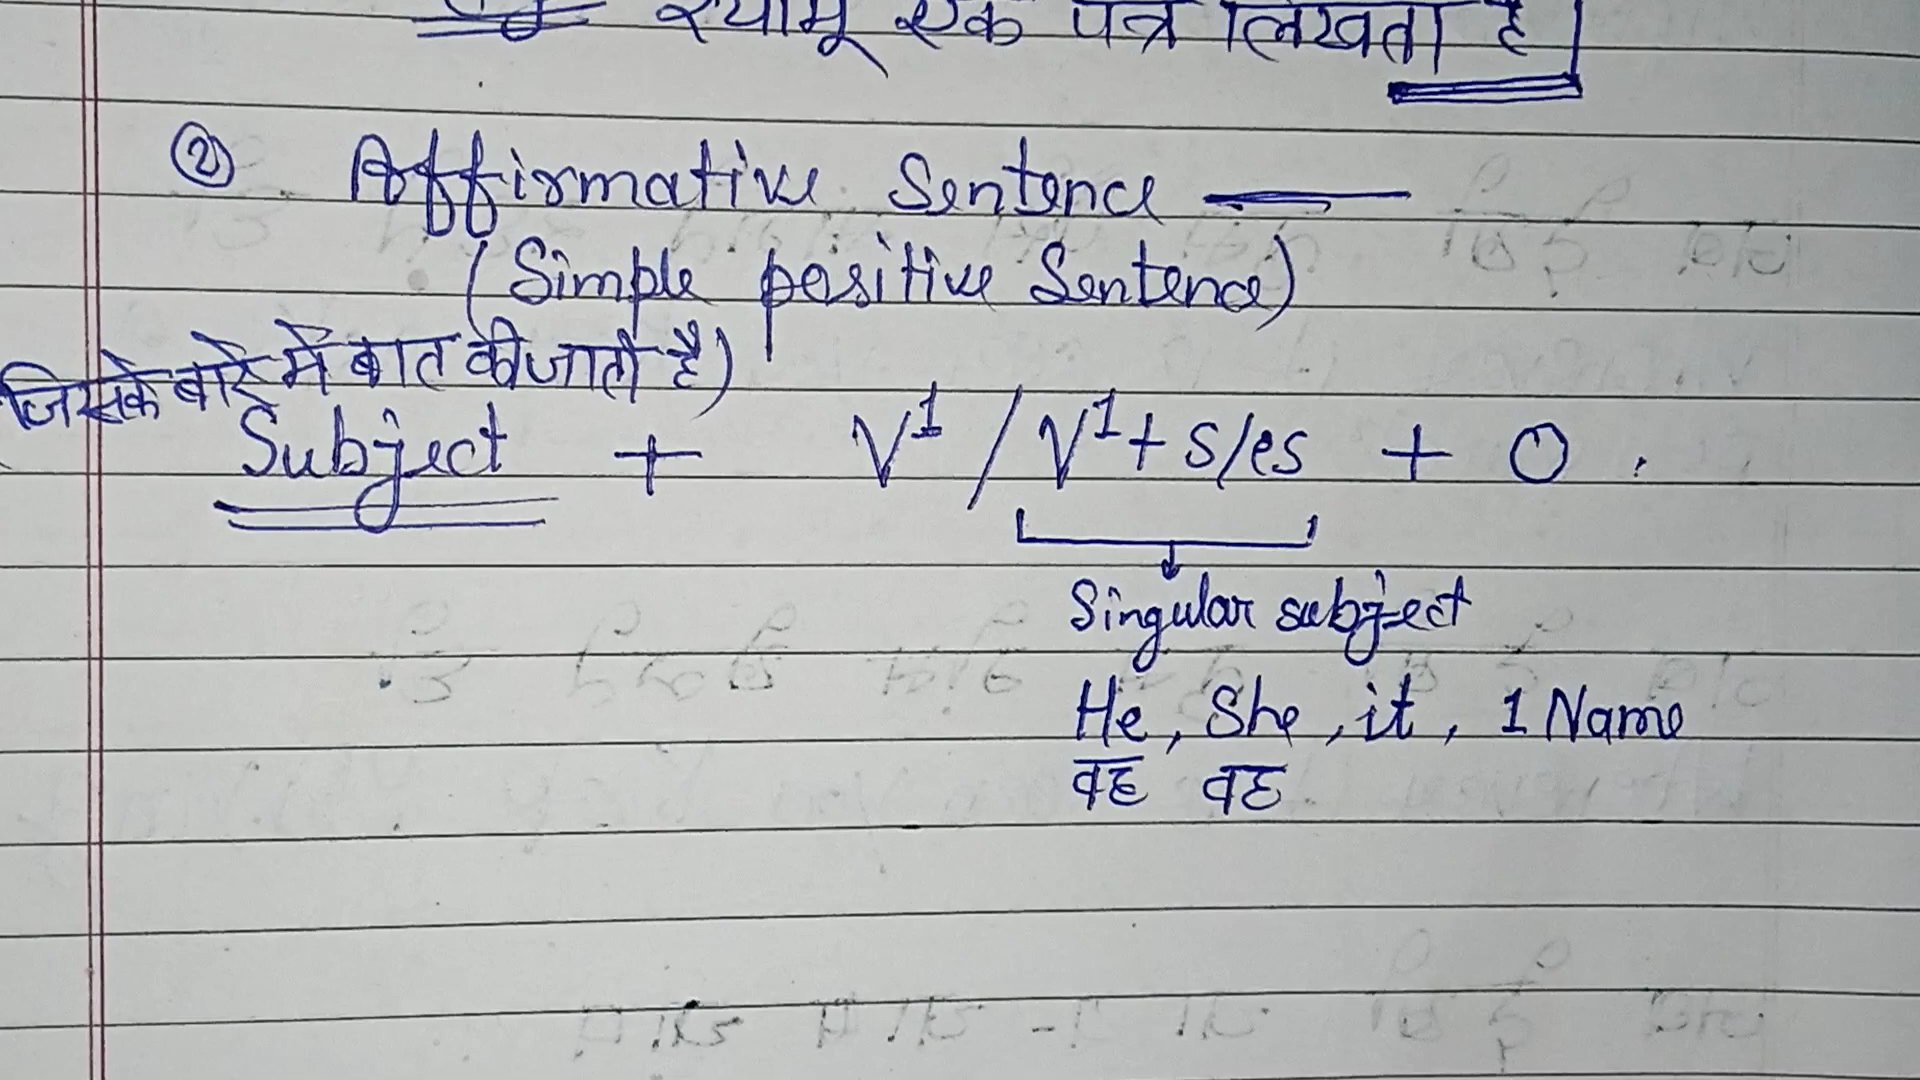 श्यामू एक पत्र लिखता है।
② Affirmative Sentence —
(Simple positive Sentence)
जिसके बारे में बात की जाती है)
Subject + V¹ / V¹+ s/es + O .
Singular subject
He, She, it, 1 Name
वह वह